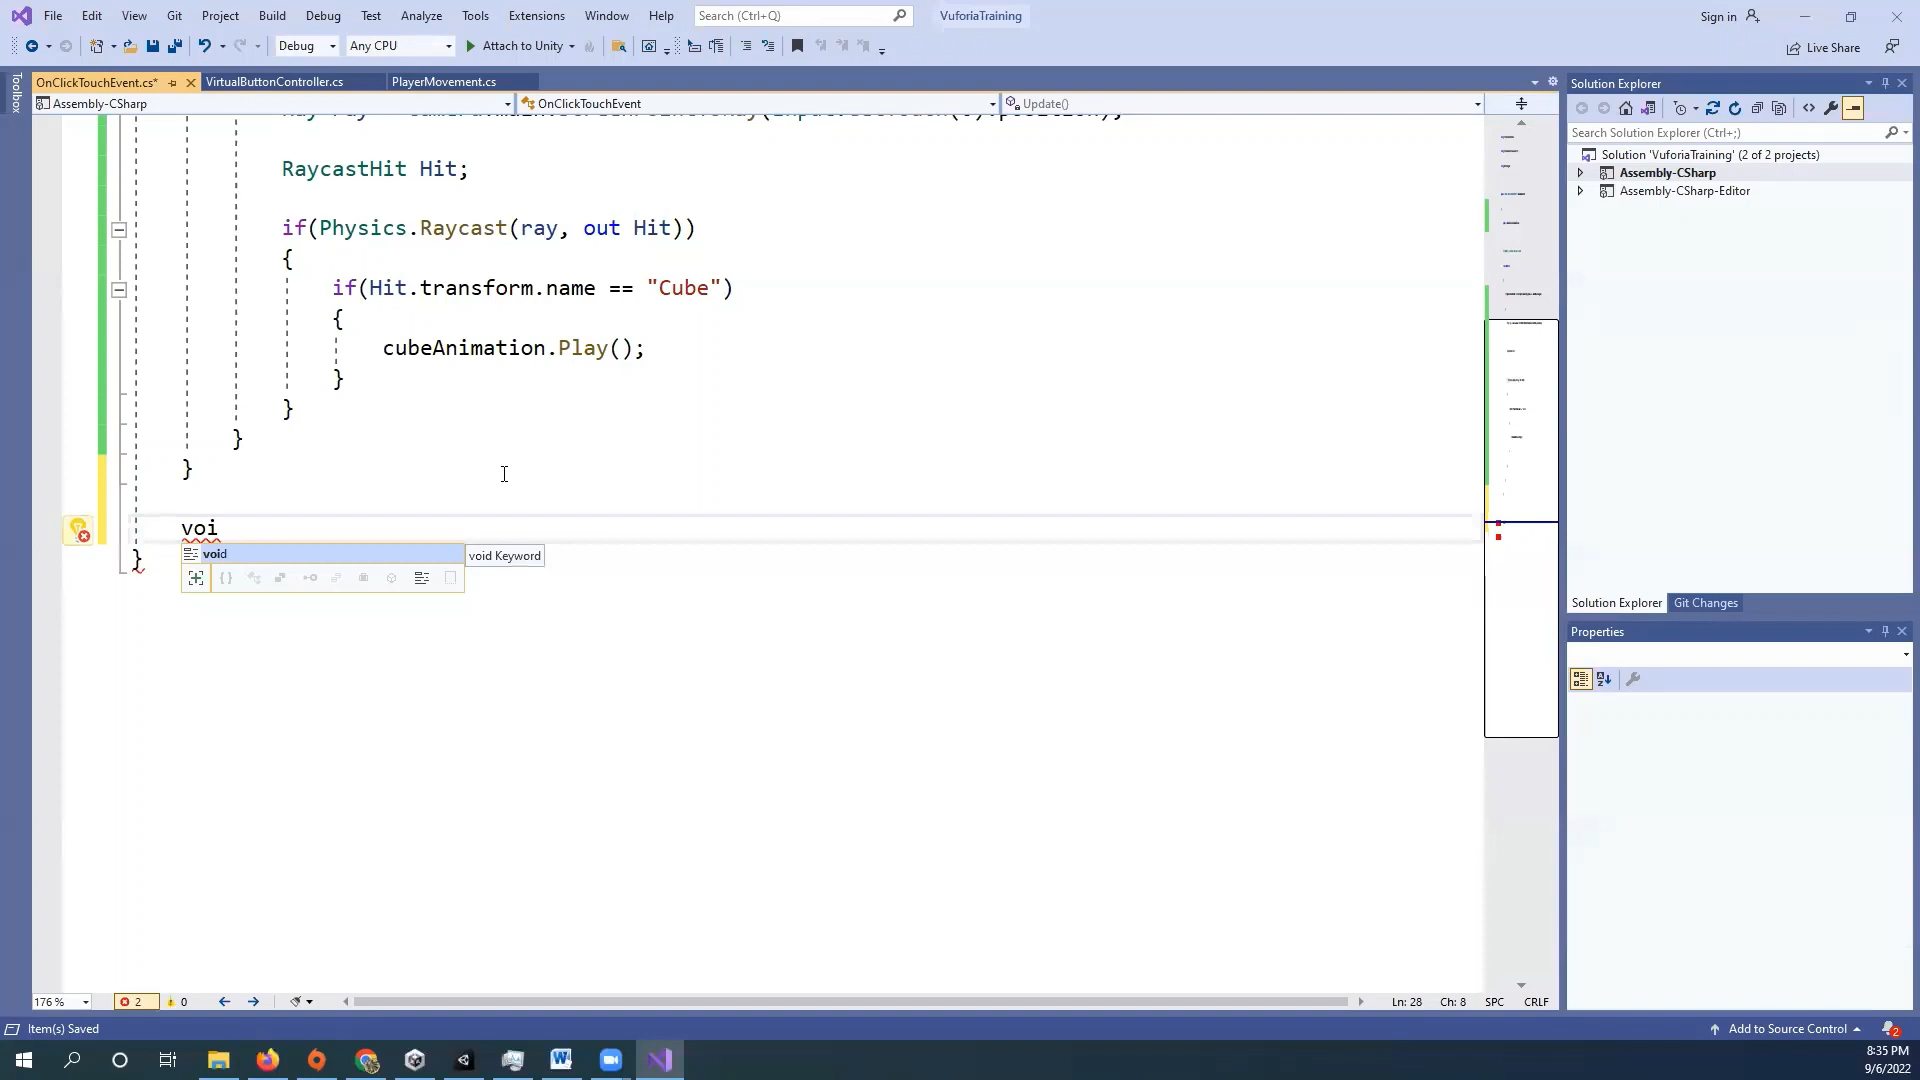 File Edit View Git Project Build Debug Test Analyze Tools Extensions Window Help Search (Ctrl+Q) VuforiaTraining Sign in
Debug Any CPU Attach to Unity Live Share
Toolbox
OnClickTouchEvent.cs* VirtualButtonController.cs PlayerMovement.cs
Assembly-CSharp OnClickTouchEvent Update()
RaycastHit Hit;
if(Physics.Raycast(ray, out Hit))
{
if(Hit.transform.name == "Cube")
{
cubeAnimation.Play();
}
}
}
}
voi
}
void void Keyword
Solution Explorer
Search Solution Explorer (Ctrl+;)
Solution 'VuforiaTraining' (2 of 2 projects)
Assembly-CSharp
Assembly-CSharp-Editor
Solution Explorer Git Changes
Properties
176 % 2 0 Ln: 28 Ch: 8 SPC CRLF
Item(s) Saved Add to Source Control 2
8:35 PM
9/6/2022